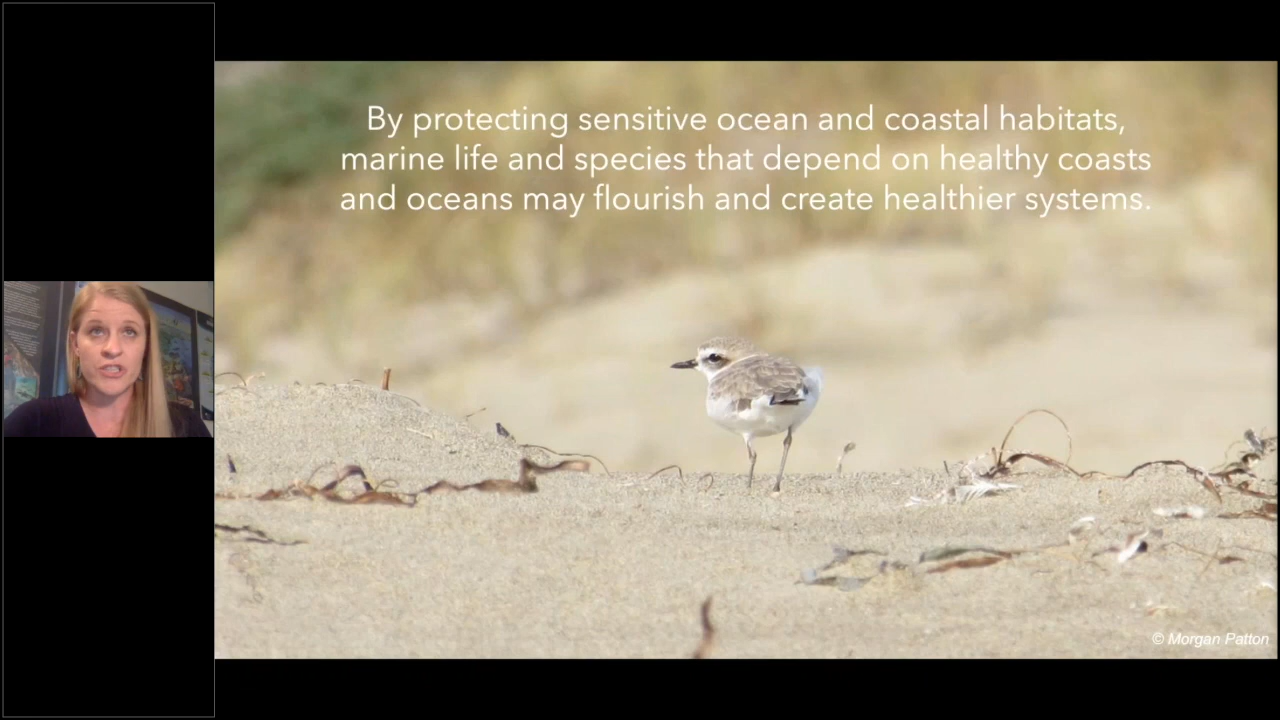 By protecting sensitive ocean and coastal habitats,
marine life and species that depend on healthy coasts
and oceans may flourish and create healthier systems.
© Morgan Patton